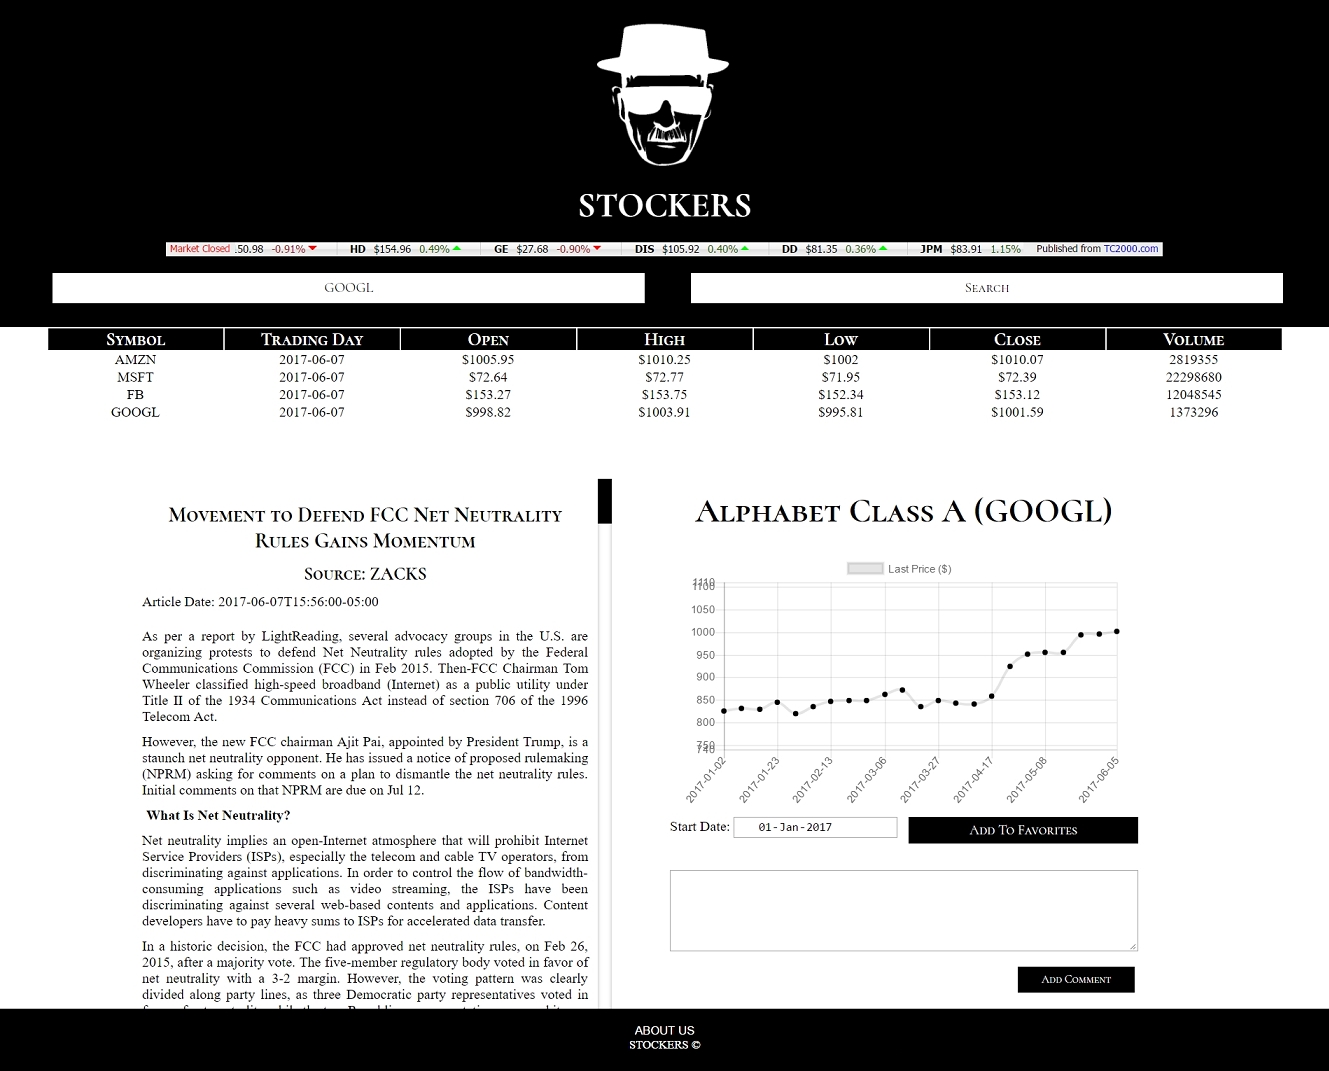 STOCKERS
Market Closed :50.98 -0.91% HD $154.96 0.49% GE $27.68 -0.90% DIS $105.92 0.40% DD $81.35 0.36% JPM $83.91 1.15% Published from TC2000.com
GOOGL Search
Symbol Trading Day Open High Low Close Volume
AMZN 2017-06-07 $1005.95 $1010.25 $1002 $1010.07 2819355
MSFT 2017-06-07 $72.64 $72.77 $71.95 $72.39 22298680
FB 2017-06-07 $153.27 $153.75 $152.34 $153.12 12048545
GOOGL 2017-06-07 $998.82 $1003.91 $995.81 $1001.59 1373296
Movement to Defend FCC Net Neutrality
Rules Gains Momentum
Source: ZACKS
Article Date: 2017-06-07T15:56:00-05:00
As per a report by LightReading, several advocacy groups in the U.S. are
organizing protests to defend Net Neutrality rules adopted by the Federal
Communications Commission (FCC) in Feb 2015. Then-FCC Chairman Tom
Wheeler classified high-speed broadband (Internet) as a public utility under
Title II of the 1934 Communications Act instead of section 706 of the 1996
Telecom Act.
However, the new FCC chairman Ajit Pai, appointed by President Trump, is a
staunch net neutrality opponent. He has issued a notice of proposed rulemaking
(NPRM) asking for comments on a plan to dismantle the net neutrality rules.
Initial comments on that NPRM are due on Jul 12.
What Is Net Neutrality?
Net neutrality implies an open-Internet atmosphere that will prohibit Internet
Service Providers (ISPs), especially the telecom and cable TV operators, from
discriminating against applications. In order to control the flow of bandwidth-
consuming applications such as video streaming, the ISPs have been
discriminating against several web-based contents and applications. Content
developers have to pay heavy sums to ISPs for accelerated data transfer.
In a historic decision, the FCC had approved net neutrality rules, on Feb 26,
2015, after a majority vote. The five-member regulatory body voted in favor of
net neutrality with a 3-2 margin. However, the voting pattern was clearly
divided along party lines, as three Democratic party representatives voted in
Alphabet Class A (GOOGL)
Last Price ($)
1110
1100
1050
1000
950
900
850
800
750
740
2017-01-02 2017-01-23 2017-02-13 2017-03-06 2017-03-27 2017-04-17 2017-05-08 2017-06-05
Start Date: 01-Jan-2017 Add To Favorites
Add Comment
ABOUT US
STOCKERS ©